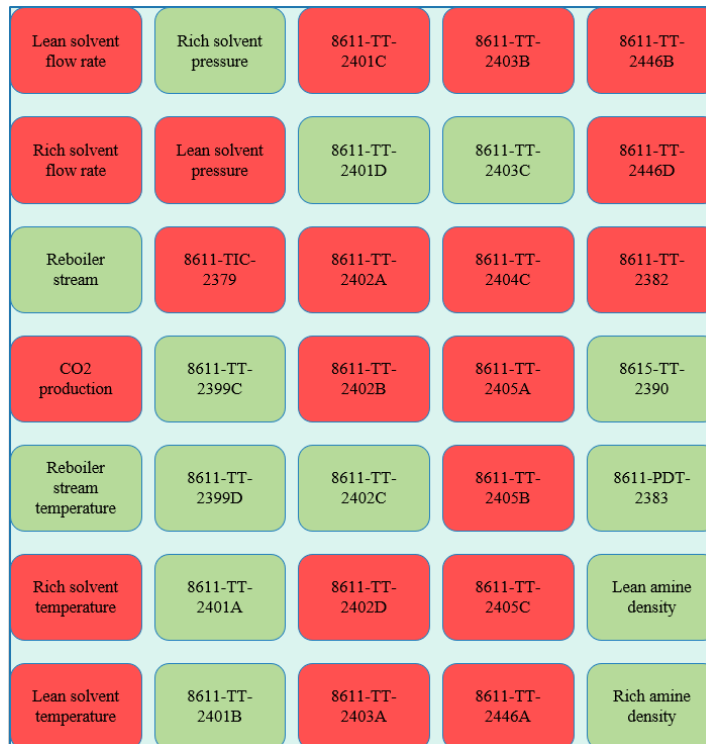 Lean solvent
flow rate
Rich solvent
pressure
8611-TT-
2401C
8611-TT-
2403B
8611-TT-
2446B
Rich solvent
flow rate
Lean solvent
pressure
8611-TT-
2401D
8611-TT-
2403C
8611-TT-
2446D
Reboiler
stream
8611-TIC-
2379
8611-TT-
2402A
8611-TT-
2404C
8611-TT-
2382
CO2
production
8611-TT-
2399C
8611-TT-
2402B
8611-TT-
2405A
8615-TT-
2390
Reboiler
stream
temperature
8611-TT-
2399D
8611-TT-
2402C
8611-TT-
2405B
8611-PDT-
2383
Rich solvent
temperature
8611-TT-
2401A
8611-TT-
2402D
8611-TT-
2405C
Lean amine
density
Lean solvent
temperature
8611-TT-
2401B
8611-TT-
2403A
8611-TT-
2446A
Rich amine
density